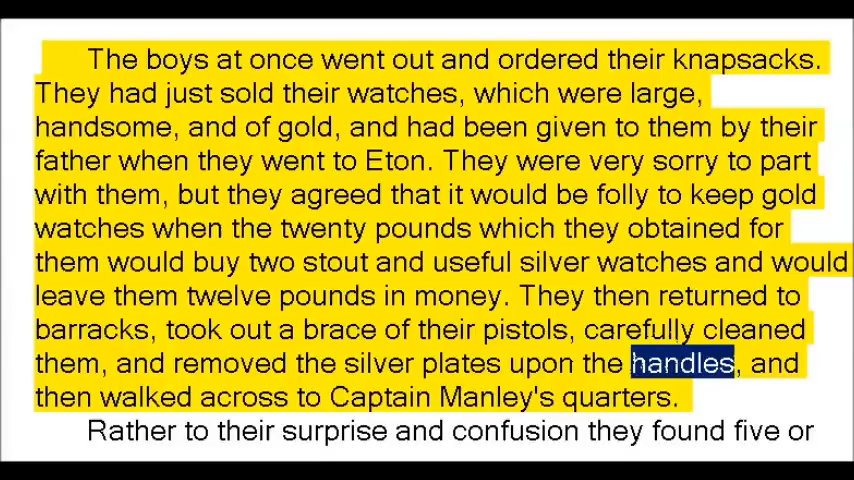 The boys at once went out and ordered their knapsacks.
They had just sold their watches, which were large,
handsome, and of gold, and had been given to them by their
father when they went to Eton. They were very sorry to part
with them, but they agreed that it would be folly to keep gold
watches when the twenty pounds which they obtained for
them would buy two stout and useful silver watches and would
leave them twelve pounds in money. They then returned to
barracks, took out a brace of their pistols, carefully cleaned
them, and removed the silver plates upon the handles, and
then walked across to Captain Manley's quarters.
Rather to their surprise and confusion they found five or